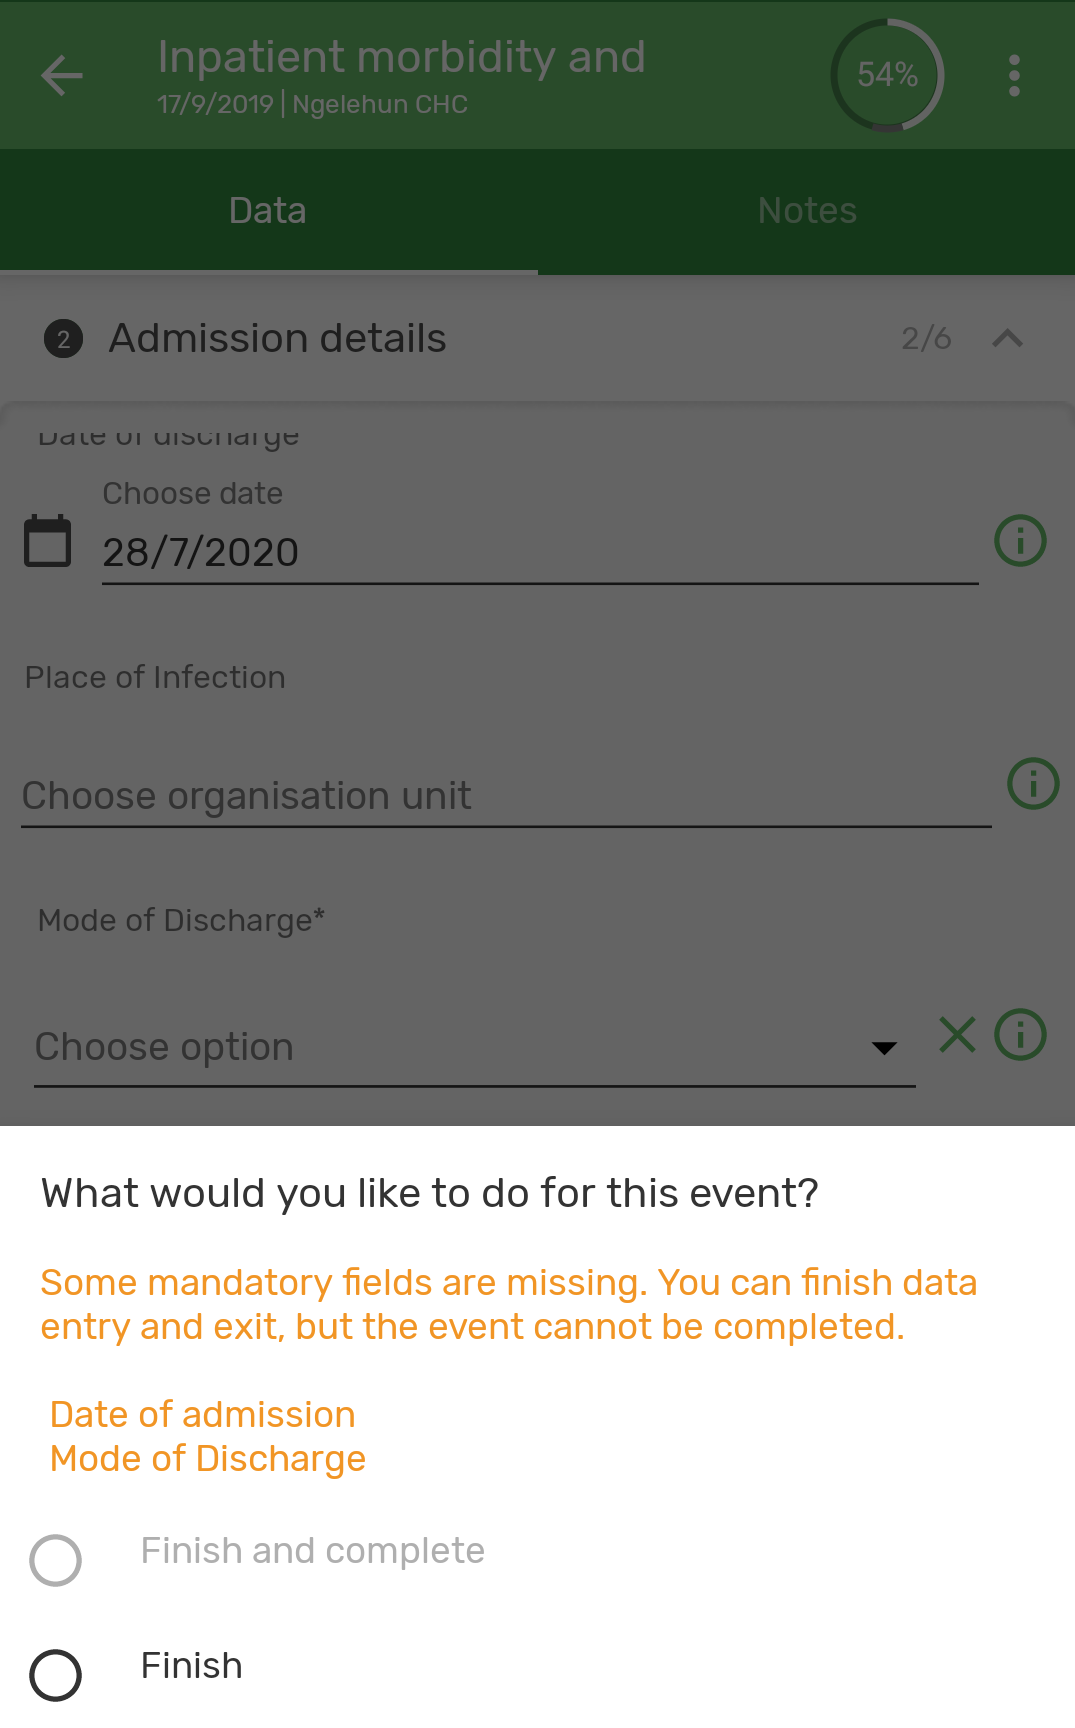 Inpatient morbidity and
17/9/2019 | Ngelehun CHC
54%
Data
Notes
2 Admission details 2/6
Date of discharge
Choose date
28/7/2020
Place of Infection
Choose organisation unit
Mode of Discharge*
Choose option
What would you like to do for this event?
Some mandatory fields are missing. You can finish data
entry and exit, but the event cannot be completed.
Date of admission
Mode of Discharge
Finish and complete
Finish